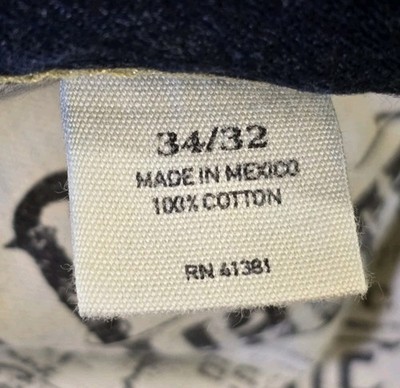 34/32
MADE IN MEXICO
100% COTTON
RN 41381